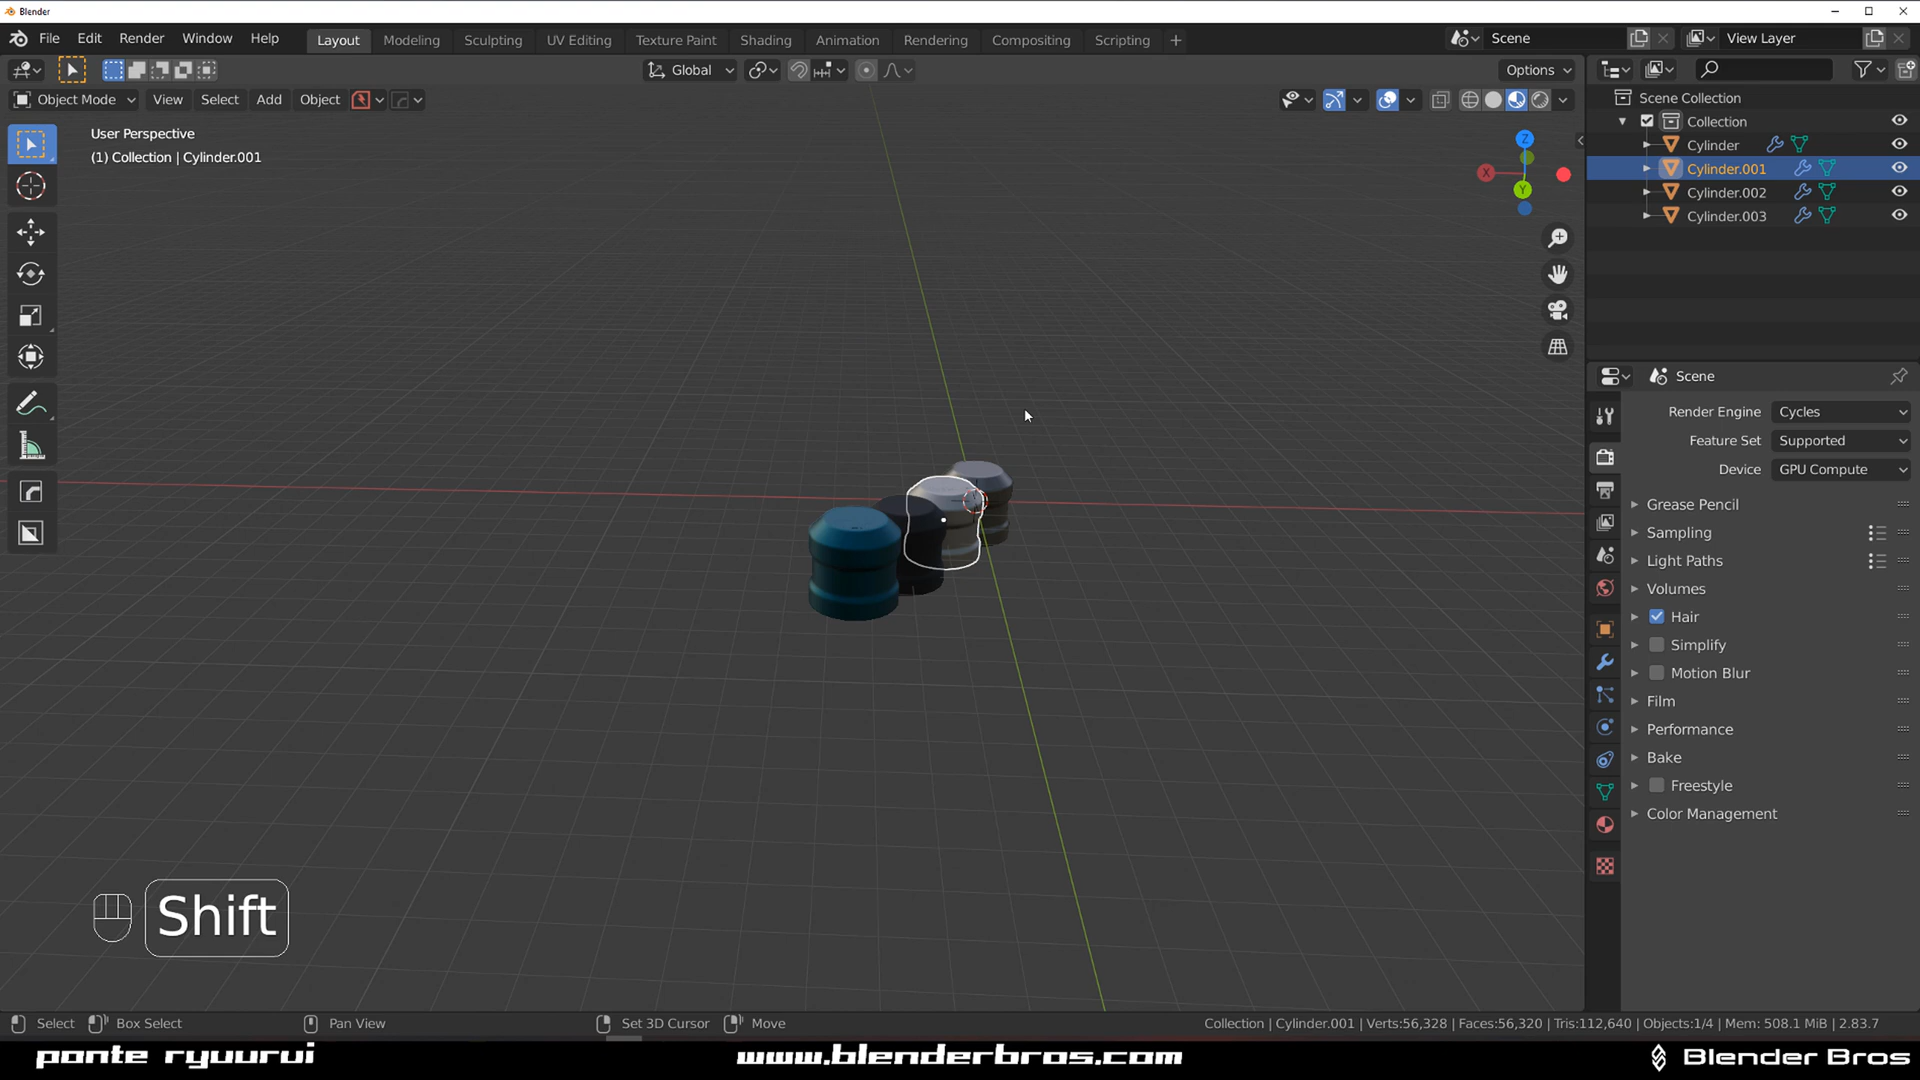 Blender
File Edit Render Window Help Layout Modeling Sculpting UV Editing Texture Paint Shading Animation Rendering Compositing Scripting + Scene View Layer
Global Options
Object Mode View Select Add Object
User Perspective
(1) Collection | Cylinder.001
Z
X
Y
Scene Collection
Collection
Cylinder
Cylinder.001
Cylinder.002
Cylinder.003
Scene
Render Engine Cycles
Feature Set Supported
Device GPU Compute
Grease Pencil
Sampling
Light Paths
Volumes
Hair
Simplify
Motion Blur
Film
Performance
Bake
Freestyle
Color Management
Shift
Select Box Select Pan View Set 3D Cursor Move Collection | Cylinder.001 | Verts:56,328 | Faces:56,320 | Tris:112,640 | Objects:1/4 | Mem: 508.1 MiB | 2.83.7
ponte ryuurui www.blenderbros.com Blender Bros